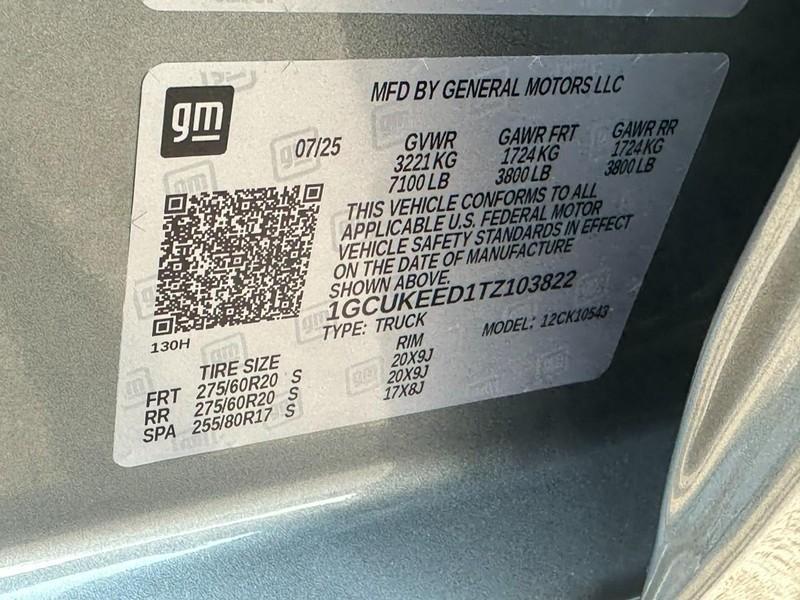 gm
MFD BY GENERAL MOTORS LLC
07/25 GVWR GAWR FRT GAWR RR
3221 KG 1724 KG 1724 KG
7100 LB 3800 LB 3800 LB
THIS VEHICLE CONFORMS TO ALL
APPLICABLE U.S. FEDERAL MOTOR
VEHICLE SAFETY STANDARDS IN EFFECT
ON THE DATE OF MANUFACTURE
SHOWN ABOVE.
1GCUKEED1TZ103822
TYPE: TRUCK MODEL: 12CK10543
130H
TIRE SIZE RIM
FRT 275/60R20 S 20X9J
RR 275/60R20 S 20X9J
SPA 255/80R17 S 17X8J